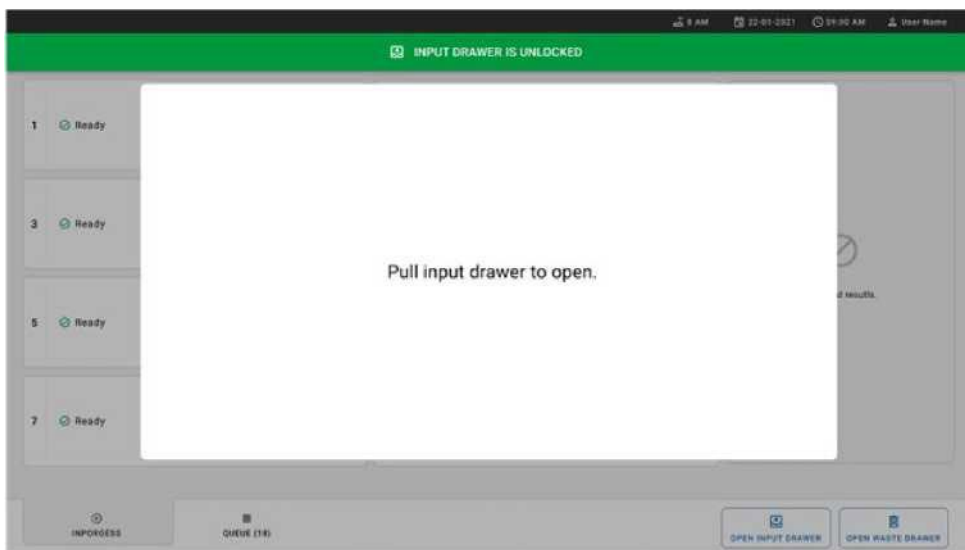 8 AM 22-01-2021 09:00 AM User Name
INPUT DRAWER IS UNLOCKED
1 Ready
3 Ready
Pull input drawer to open.
results.
5 Ready
7 Ready
INPORGESS QUEUE (18) OPEN INPUT DRAWER OPEN WASTE DRAWER